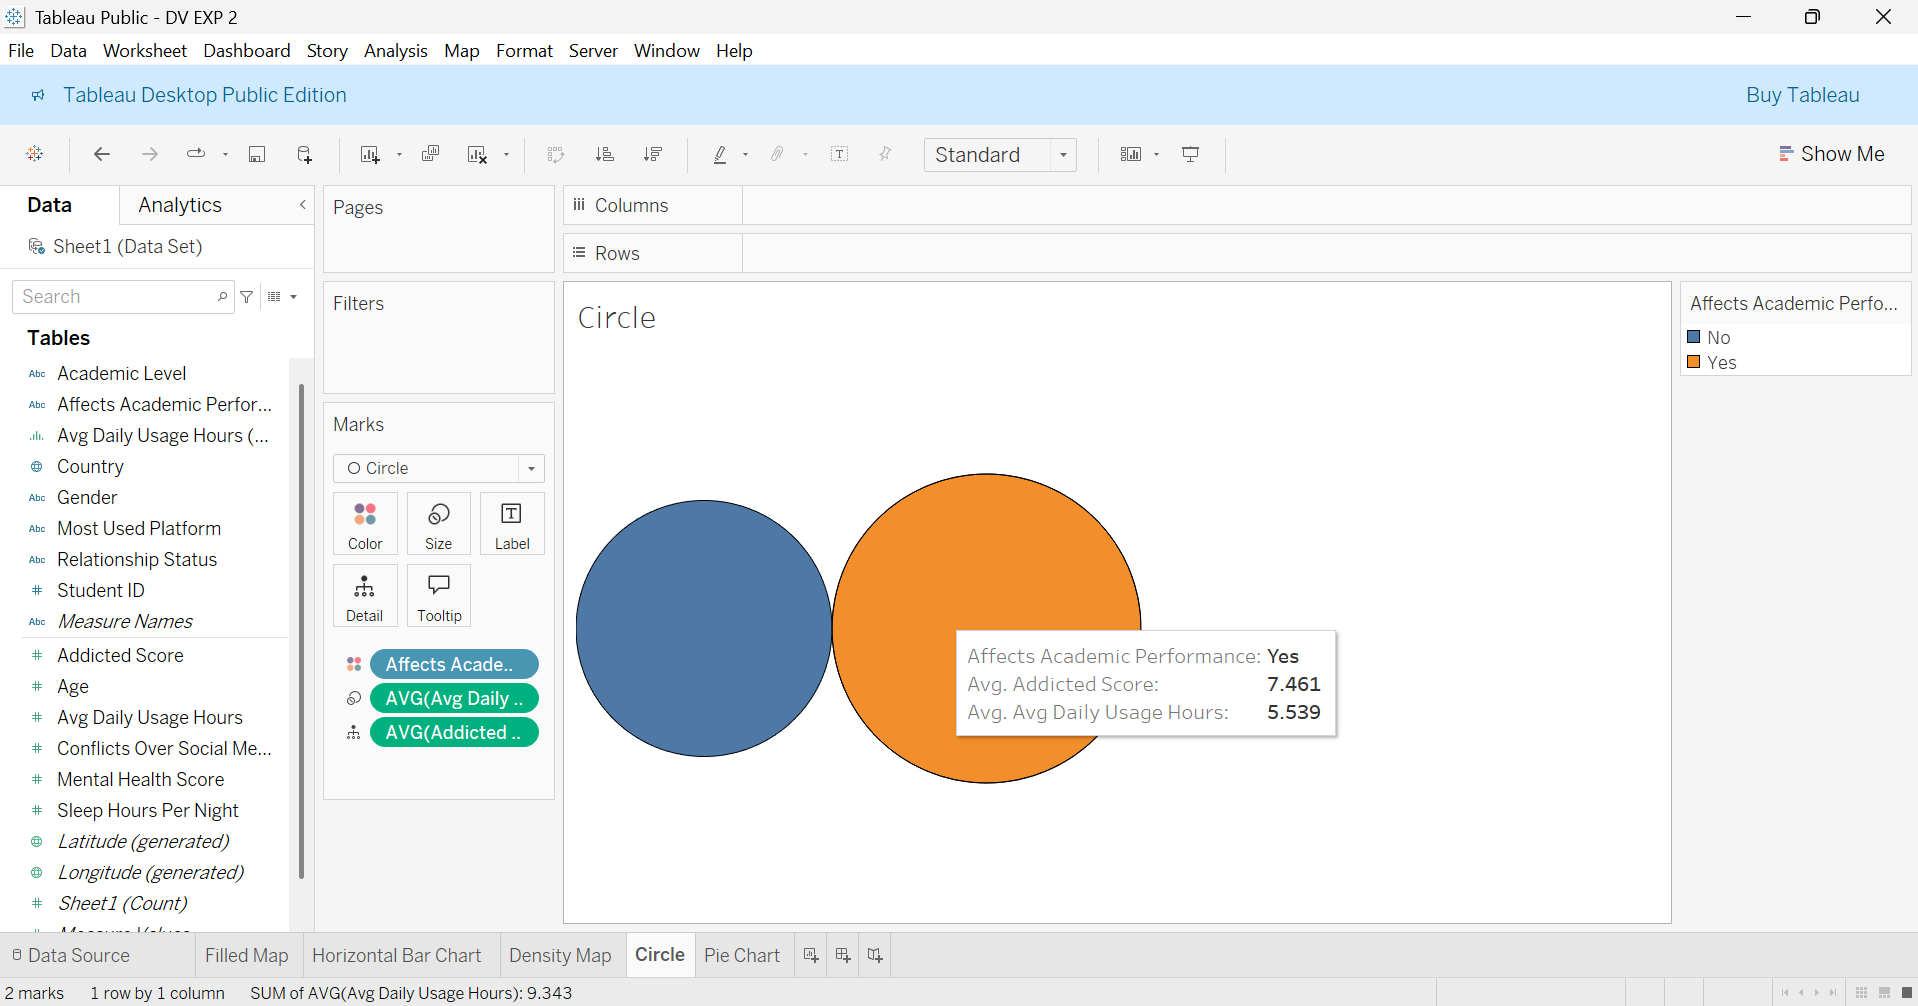 Tableau Public - DV EXP 2
File Data Worksheet Dashboard Story Analysis Map Format Server Window Help
Tableau Desktop Public Edition
Buy Tableau
Standard
Show Me
Data
Analytics
Sheet1 (Data Set)
Search
Tables
Abc Academic Level
Abc Affects Academic Perfor...
Avg Daily Usage Hours (...
Country
Abc Gender
Abc Most Used Platform
Abc Relationship Status
# Student ID
Abc Measure Names
# Addicted Score
# Age
# Avg Daily Usage Hours
# Conflicts Over Social Me...
# Mental Health Score
# Sleep Hours Per Night
Latitude (generated)
Longitude (generated)
# Sheet1 (Count)
Pages
Filters
Marks
Circle
Color
Size
Label
Detail
Tooltip
Affects Acade..
AVG(Avg Daily ..
AVG(Addicted ..
Columns
Rows
Circle
Affects Academic Performance: Yes
Avg. Addicted Score: 7.461
Avg. Avg Daily Usage Hours: 5.539
Affects Academic Perfo...
No
Yes
Data Source
Filled Map
Horizontal Bar Chart
Density Map
Circle
Pie Chart
2 marks 1 row by 1 column SUM of AVG(Avg Daily Usage Hours): 9.343